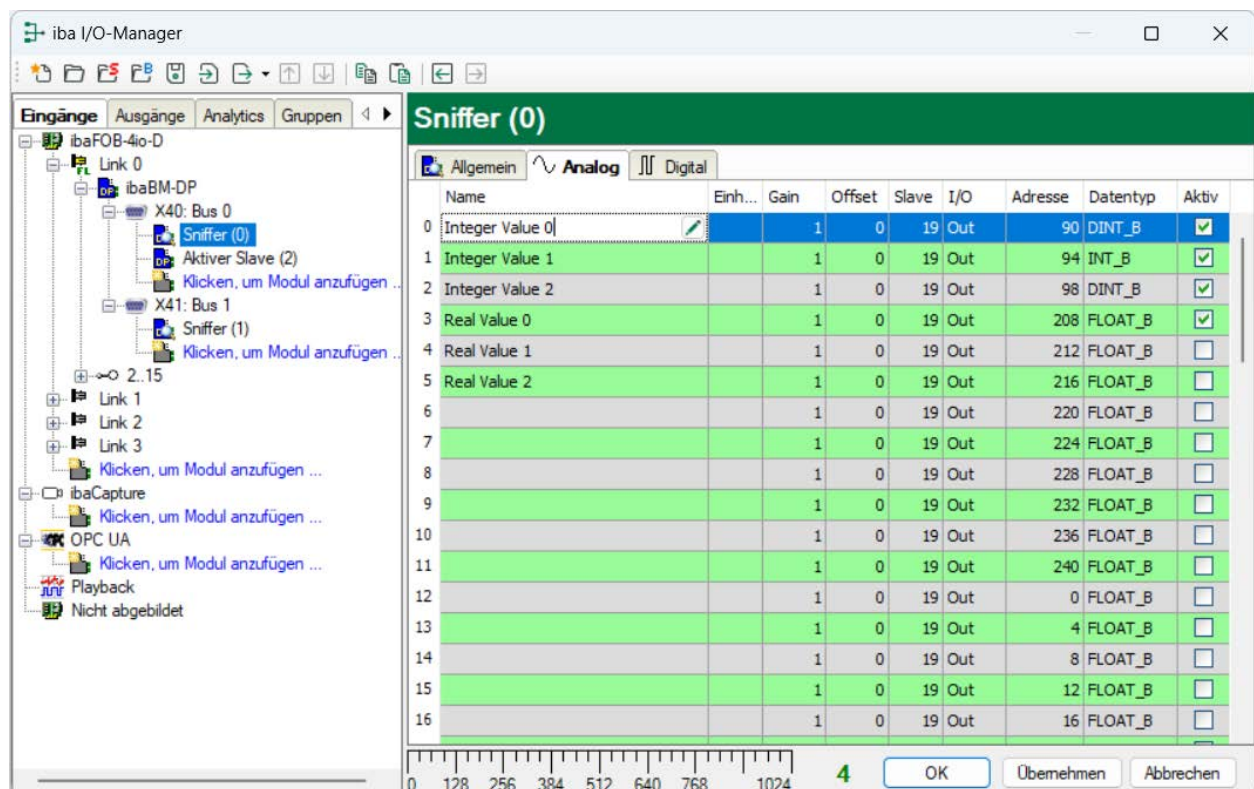 iba I/O-Manager
Eingänge Ausgänge Analytics Gruppen
ibaFOB-4io-D
Link 0
ibaBM-DP
X40: Bus 0
Sniffer (0)
Aktiver Slave (2)
Klicken, um Modul anzufügen ..
X41: Bus 1
Sniffer (1)
Klicken, um Modul anzufügen ..
2..15
Link 1
Link 2
Link 3
Klicken, um Modul anzufügen ...
ibaCapture
Klicken, um Modul anzufügen ...
OPC UA
Klicken, um Modul anzufügen ...
Playback
Nicht abgebildet
Sniffer (0)
Allgemein Analog Digital
Name Einh... Gain Offset Slave I/O Adresse Datentyp Aktiv
0 Integer Value 0 1 0 19 Out 90 DINT_B
1 Integer Value 1 1 0 19 Out 94 INT_B
2 Integer Value 2 1 0 19 Out 98 DINT_B
3 Real Value 0 1 0 19 Out 208 FLOAT_B
4 Real Value 1 1 0 19 Out 212 FLOAT_B
5 Real Value 2 1 0 19 Out 216 FLOAT_B
6 1 0 19 Out 220 FLOAT_B
7 1 0 19 Out 224 FLOAT_B
8 1 0 19 Out 228 FLOAT_B
9 1 0 19 Out 232 FLOAT_B
10 1 0 19 Out 236 FLOAT_B
11 1 0 19 Out 240 FLOAT_B
12 1 0 19 Out 0 FLOAT_B
13 1 0 19 Out 4 FLOAT_B
14 1 0 19 Out 8 FLOAT_B
15 1 0 19 Out 12 FLOAT_B
16 1 0 19 Out 16 FLOAT_B
0 128 256 384 512 640 768 1024
4 OK Übernehmen Abbrechen